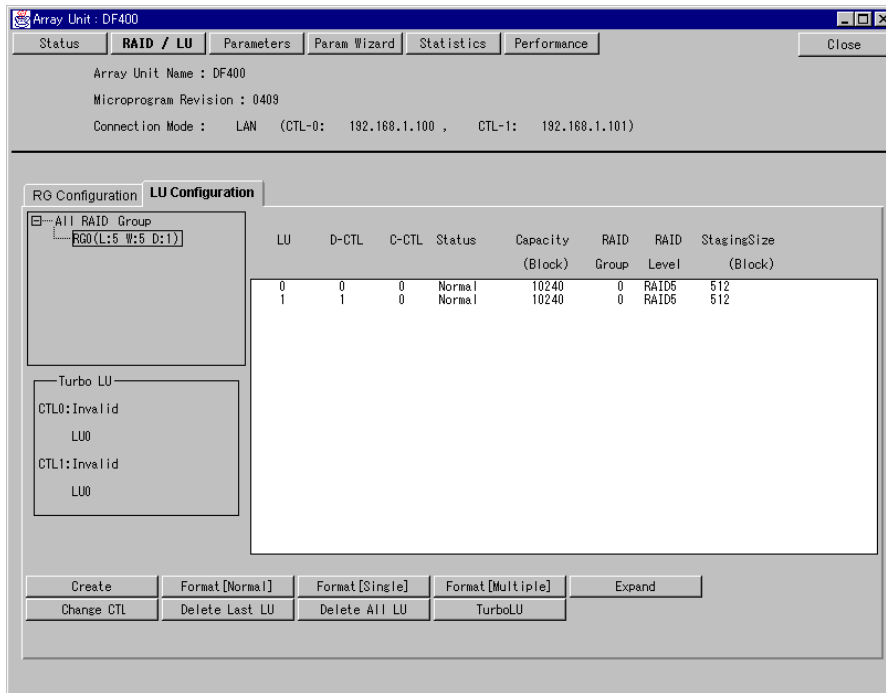 Array Unit : DF400
Status RAID / LU Parameters Param Wizard Statistics Performance Close
Array Unit Name : DF400
Microprogram Revision : 0409
Connection Mode : LAN (CTL-0: 192.168.1.100 , CTL-1: 192.168.1.101)
RG Configuration LU Configuration
All RAID Group
RG0(L:5 W:5 D:1)
LU D-CTL C-CTL Status Capacity RAID RAID StagingSize
(Block) Group Level (Block)
0 0 0 Normal 10240 0 RAID5 512
1 1 0 Normal 10240 0 RAID5 512
Turbo LU
CTL0:Invalid
LU0
CTL1:Invalid
LU0
Create Format[Normal] Format[Single] Format[Multiple] Expand
Change CTL Delete Last LU Delete All LU TurboLU